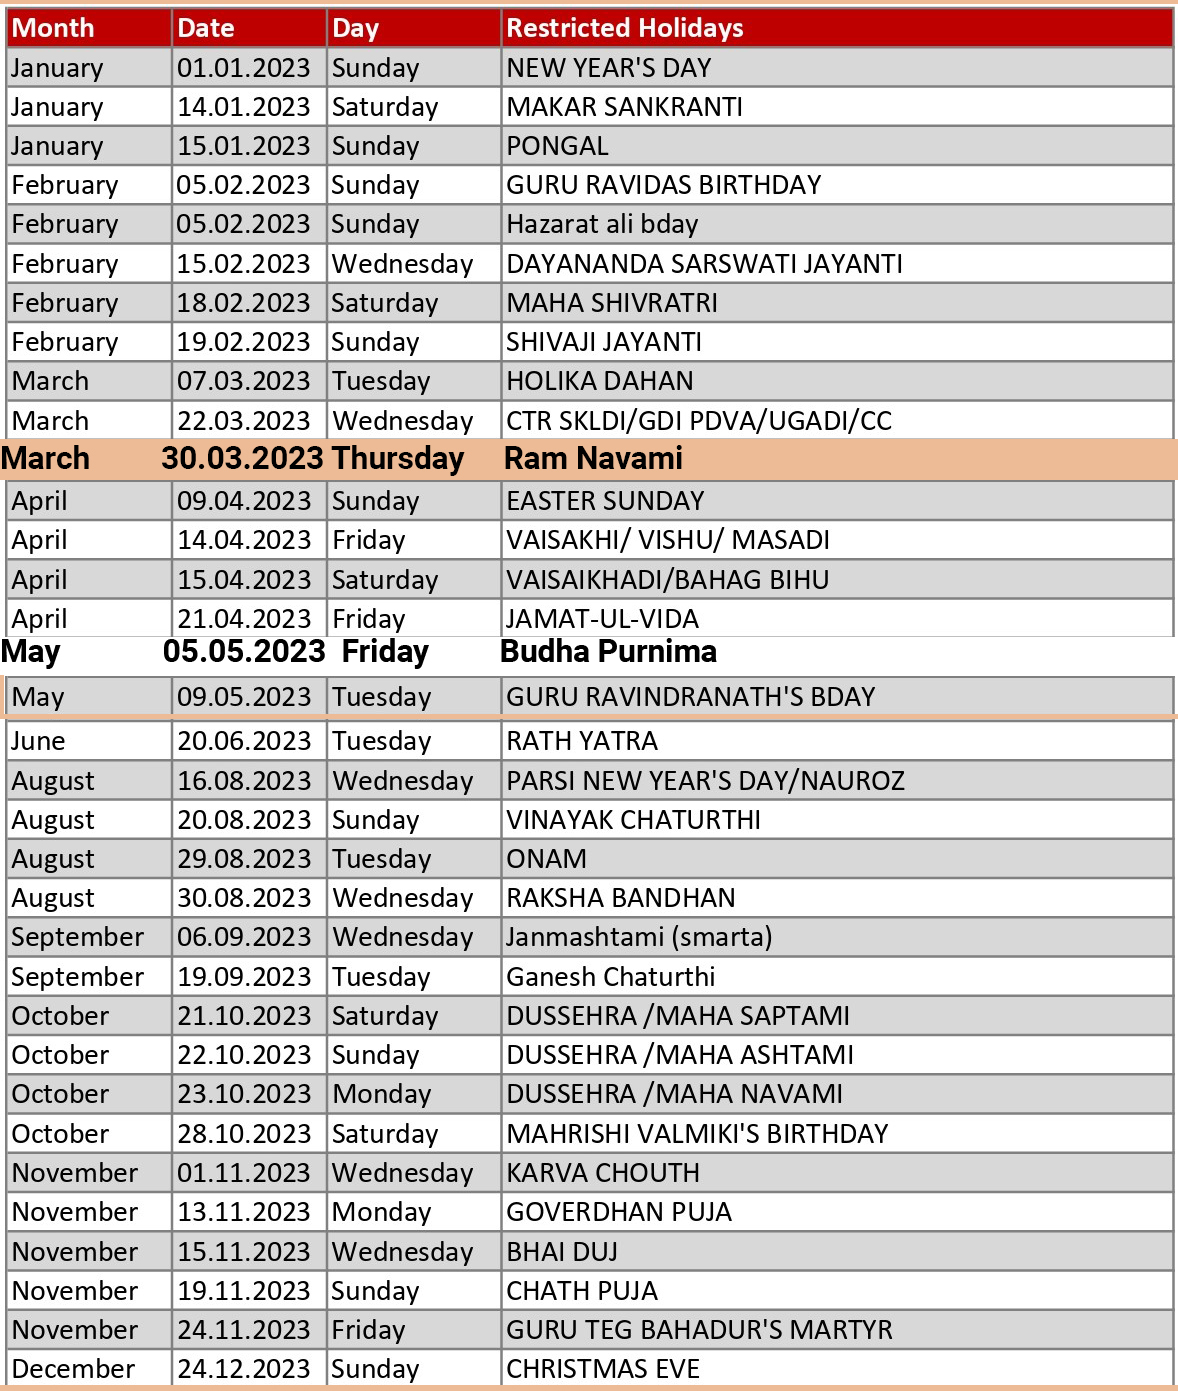 Month Date Day Restricted Holidays
January 01.01.2023 Sunday NEW YEAR'S DAY
January 14.01.2023 Saturday MAKAR SANKRANTI
January 15.01.2023 Sunday PONGAL
February 05.02.2023 Sunday GURU RAVIDAS BIRTHDAY
February 05.02.2023 Sunday Hazarat ali bday
February 15.02.2023 Wednesday DAYANANDA SARSWATI JAYANTI
February 18.02.2023 Saturday MAHA SHIVRATRI
February 19.02.2023 Sunday SHIVAJI JAYANTI
March 07.03.2023 Tuesday HOLIKA DAHAN
March 22.03.2023 Wednesday CTR SKLDI/GDI PDVA/UGADI/CC
March 30.03.2023 Thursday Ram Navami
April 09.04.2023 Sunday EASTER SUNDAY
April 14.04.2023 Friday VAISAKHI/ VISHU/ MASADI
April 15.04.2023 Saturday VAISAIKHADI/BAHAG BIHU
April 21.04.2023 Friday JAMAT-UL-VIDA
May 05.05.2023 Friday Budha Purnima
May 09.05.2023 Tuesday GURU RAVINDRANATH'S BDAY
June 20.06.2023 Tuesday RATH YATRA
August 16.08.2023 Wednesday PARSI NEW YEAR'S DAY/NAUROZ
August 20.08.2023 Sunday VINAYAK CHATURTHI
August 29.08.2023 Tuesday ONAM
August 30.08.2023 Wednesday RAKSHA BANDHAN
September 06.09.2023 Wednesday Janmashtami (smarta)
September 19.09.2023 Tuesday Ganesh Chaturthi
October 21.10.2023 Saturday DUSSEHRA /MAHA SAPTAMI
October 22.10.2023 Sunday DUSSEHRA /MAHA ASHTAMI
October 23.10.2023 Monday DUSSEHRA /MAHA NAVAMI
October 28.10.2023 Saturday MAHRISHI VALMIKI'S BIRTHDAY
November 01.11.2023 Wednesday KARVA CHOUTH
November 13.11.2023 Monday GOVERDHAN PUJA
November 15.11.2023 Wednesday BHAI DUJ
November 19.11.2023 Sunday CHATH PUJA
November 24.11.2023 Friday GURU TEG BAHADUR'S MARTYR
December 24.12.2023 Sunday CHRISTMAS EVE